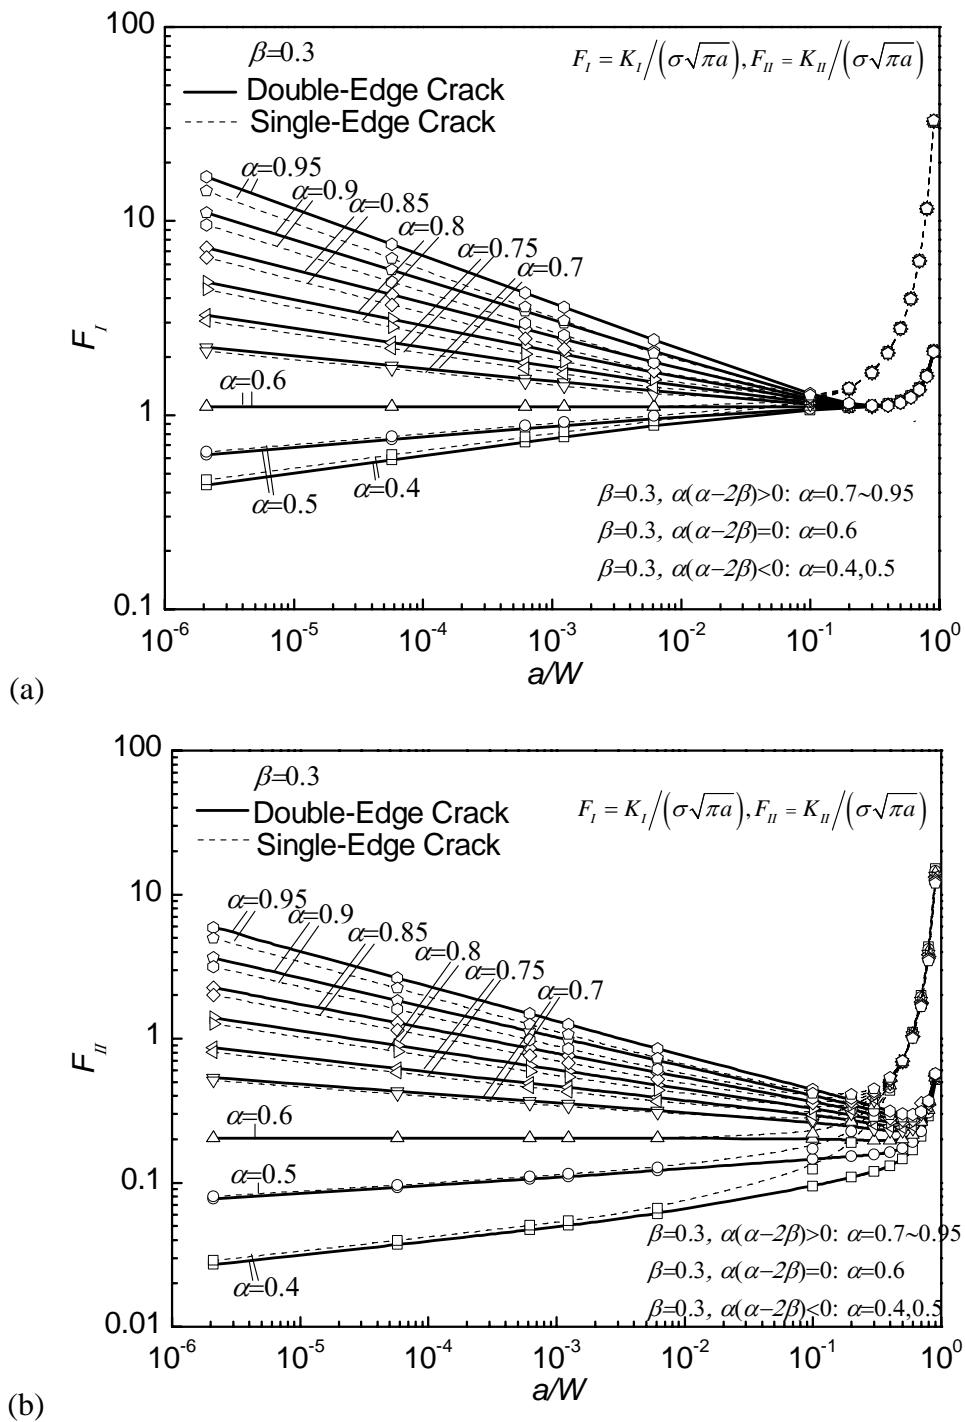 100
β=0.3
F_I = K_I/(σ√πa), F_II = K_II/(σ√πa)
Double-Edge Crack
Single-Edge Crack
α=0.95
α=0.9
α=0.85
α=0.8
α=0.75
α=0.7
10
F_I
α=0.6
1
α=0.5
α=0.4
β=0.3, α(α−2β)>0: α=0.7~0.95
β=0.3, α(α−2β)=0: α=0.6
β=0.3, α(α−2β)<0: α=0.4,0.5
0.1
10^-6 10^-5 10^-4 10^-3 10^-2 10^-1 10^0
a/W
(a)
100
β=0.3
F_I = K_I/(σ√πa), F_II = K_II/(σ√πa)
Double-Edge Crack
Single-Edge Crack
10
α=0.95
α=0.9
α=0.85
α=0.8
α=0.75
α=0.7
1
F_II
α=0.6
α=0.5
0.1
α=0.4
β=0.3, α(α−2β)>0: α=0.7~0.95
β=0.3, α(α−2β)=0: α=0.6
β=0.3, α(α−2β)<0: α=0.4,0.5
0.01
10^-6 10^-5 10^-4 10^-3 10^-2 10^-1 10^0
a/W
(b)